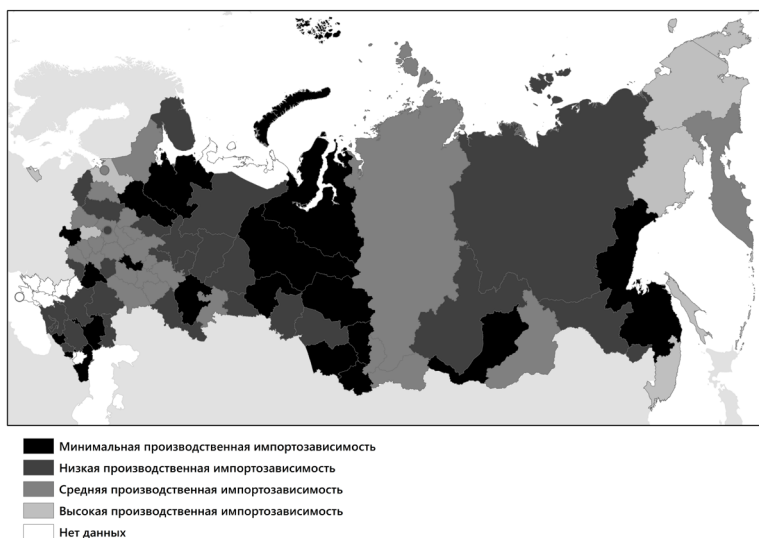 Минимальная производственная импортозависимость
Низкая производственная импортозависимость
Средняя производственная импортозависимость
Высокая производственная импортозависимость
Нет данных